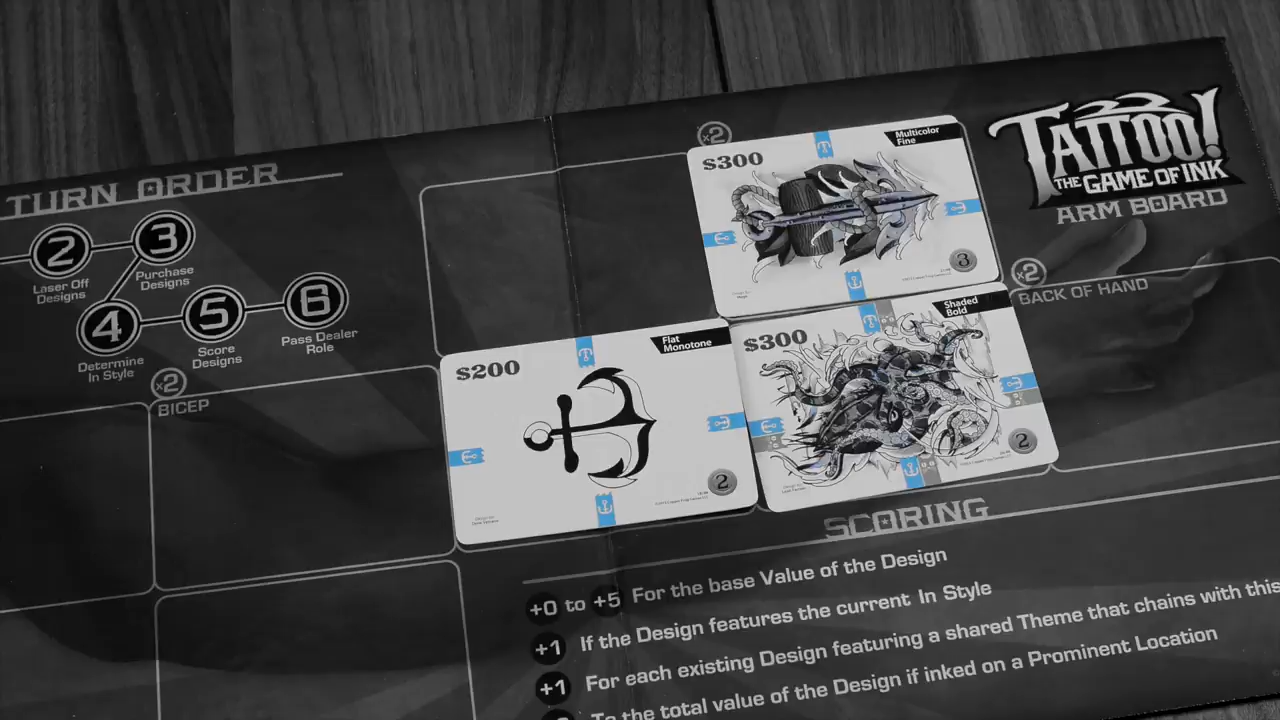 TURN ORDER
2
Laser Off
Designs
3
Purchase
Designs
4
Determine
In Style
5
Score
Designs
6
Pass Dealer
Role
x2
BICEP
x2
$300
Multicolor
Fine
3
TATTOO!
THE GAME OF INK
ARM BOARD
x2
BACK OF HAND
$200
Flat
Monotone
2
$300
Shaded
Bold
2
SCORING
+0 to +5 For the base Value of the Design
+1 If the Design features the current In Style
+1 For each existing Design featuring a shared Theme that chains with this
To the total value of the Design if inked on a Prominent Location